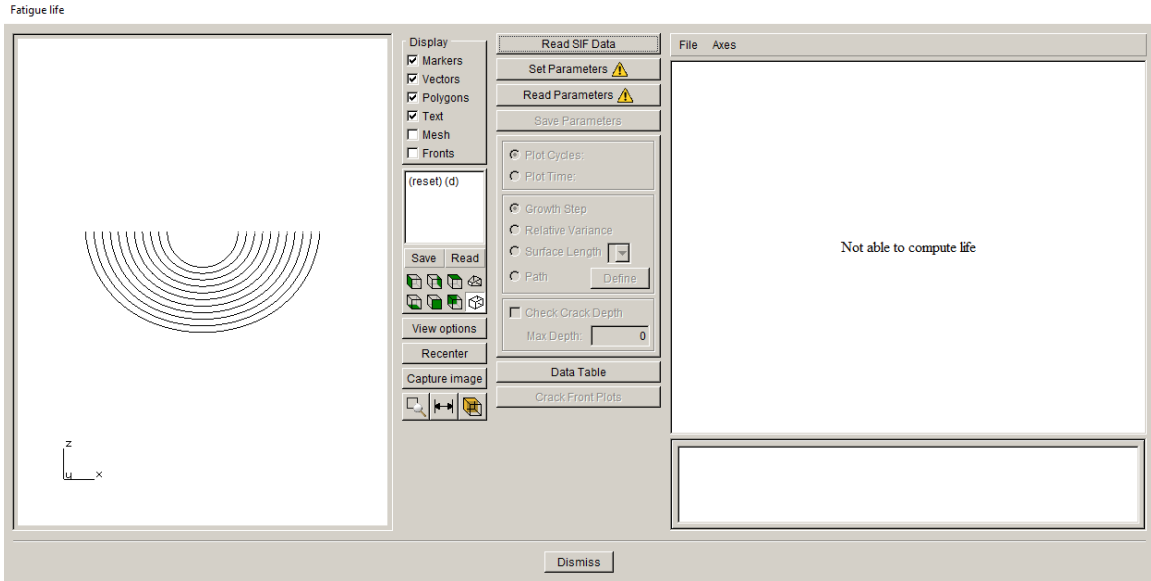 Fatigue life
Display
Markers
Vectors
Polygons
Text
Mesh
Fronts
(reset) (d)
Save Read
View options
Recenter
Capture image
z
y x
Read SIF Data
Set Parameters
Read Parameters
Save Parameters
Plot Cycles:
Plot Time:
Growth Step
Relative Variance
Surface Length
Path Define
Check Crack Depth
Max Depth: 0
Data Table
Crack Front Plots
File Axes
Not able to compute life
Dismiss